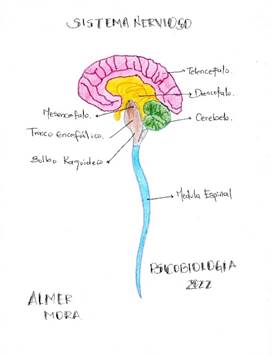 SISTEMA NERVIOSO
Telencefalo.
Diencefalo.
Mesencefalo.
Cerebelo.
Tronco encefálico.
Bulbo Raquideo
Medula Espinal
PSICOBIOLOGIA
2022
ALMER
MORA